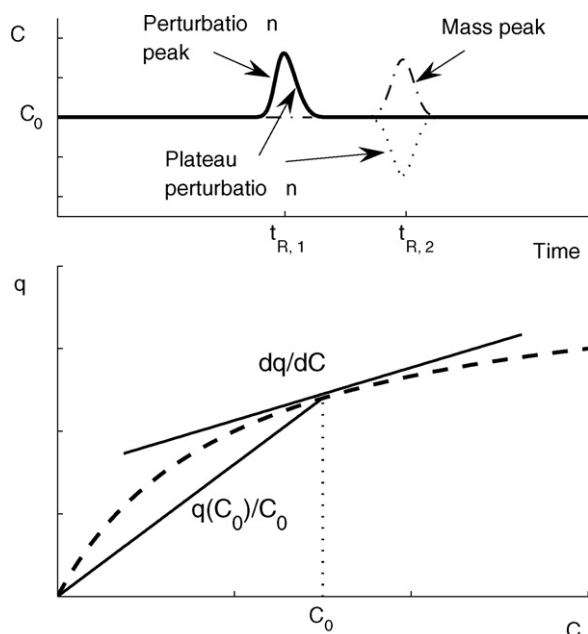 C
Perturbatio n
peak
Mass peak
C0
Plateau
perturbatio n
tR, 1
tR, 2
Time
q
dq/dC
q(C0)/C0
C0
C